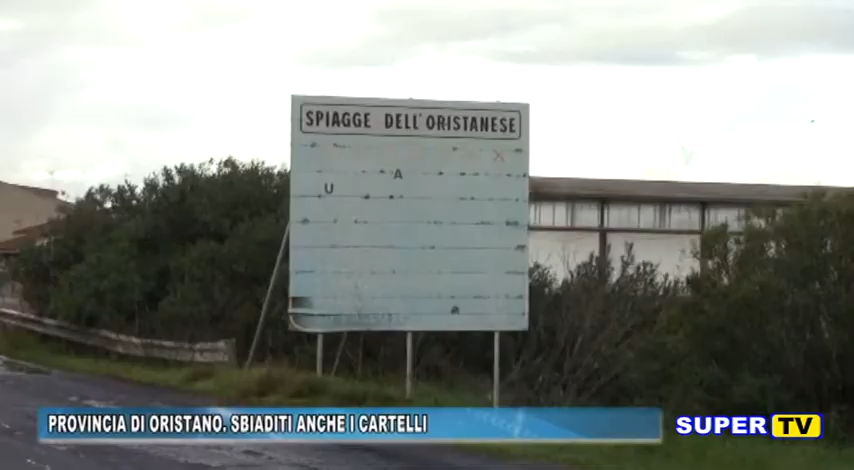 SPIAGGE DELL'ORISTANESE
A
U
a
PROVINCIA DI ORISTANO. SBIADITI ANCHE I CARTELLI
SUPER TV